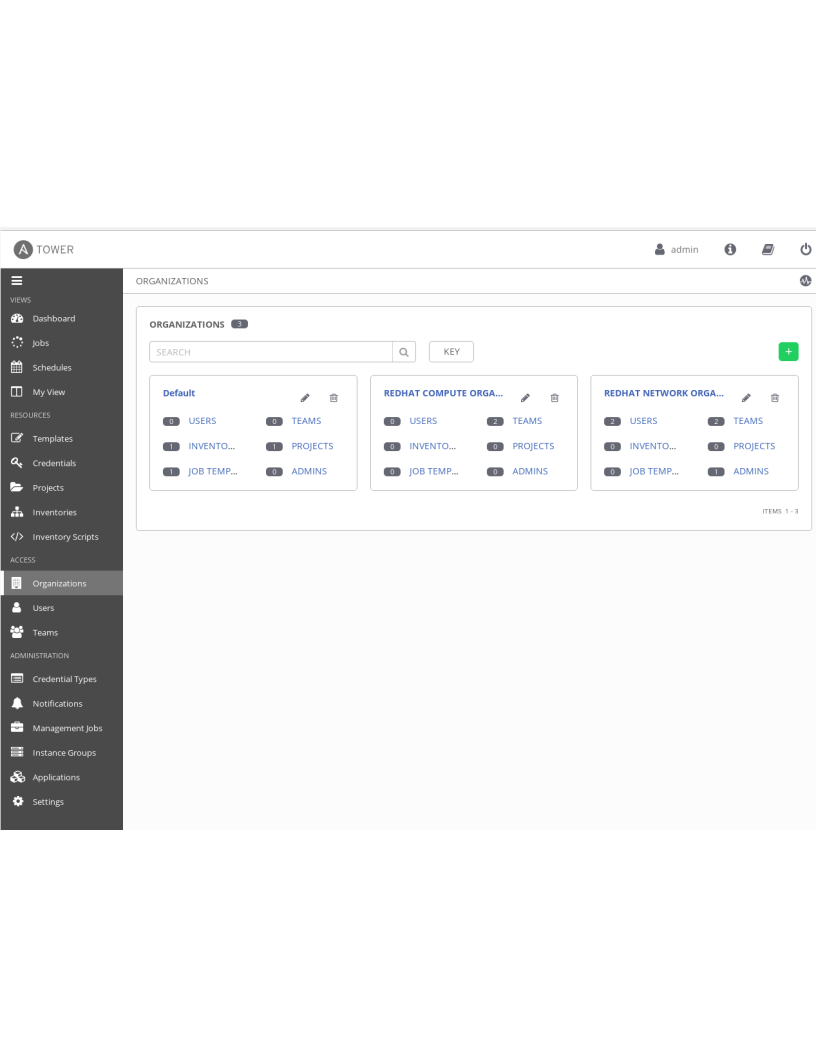 TOWER
admin
ORGANIZATIONS
VIEWS
Dashboard
Jobs
Schedules
My View
RESOURCES
Templates
Credentials
Projects
Inventories
Inventory Scripts
ACCESS
Organizations
Users
Teams
ADMINISTRATION
Credential Types
Notifications
Management Jobs
Instance Groups
Applications
Settings
ORGANIZATIONS 3
SEARCH
KEY
+
Default
0 USERS 0 TEAMS
1 INVENTO... 1 PROJECTS
1 JOB TEMP... 0 ADMINS
REDHAT COMPUTE ORGA...
0 USERS 2 TEAMS
0 INVENTO... 0 PROJECTS
0 JOB TEMP... 0 ADMINS
REDHAT NETWORK ORGA...
2 USERS 2 TEAMS
0 INVENTO... 0 PROJECTS
0 JOB TEMP... 1 ADMINS
ITEMS 1 - 3